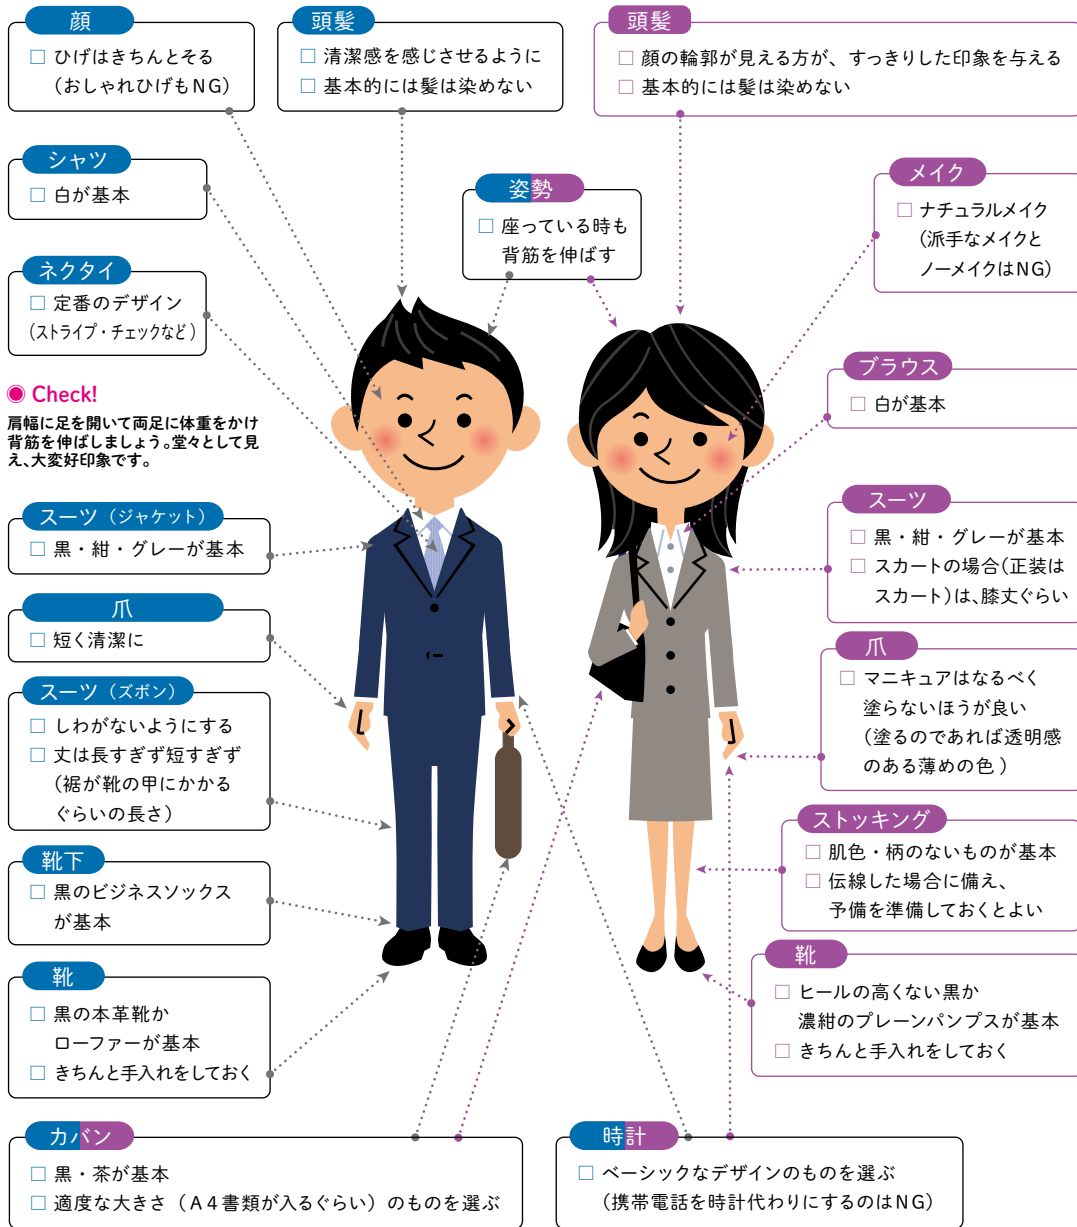 顔
□ ひげはきちんとそる
(おしゃれひげもNG)
頭髪
□ 清潔感を感じさせるように
□ 基本的には髪は染めない
頭髪
□ 顔の輪郭が見える方が、すっきりした印象を与える
□ 基本的には髪は染めない
シャツ
□ 白が基本
姿勢
□ 座っている時も
背筋を伸ばす
メイク
□ ナチュラルメイク
(派手なメイクと
ノーメイクはNG)
ネクタイ
□ 定番のデザイン
(ストライプ・チェックなど)
◉ Check!
肩幅に足を開いて両足に体重をかけ
背筋を伸ばしましょう。堂々として見
え、大変好印象です。
ブラウス
□ 白が基本
スーツ(ジャケット)
□ 黒・紺・グレーが基本
スーツ
□ 黒・紺・グレーが基本
□ スカートの場合(正装は
スカート)は、膝丈ぐらい
爪
□ 短く清潔に
爪
□ マニキュアはなるべく
塗らないほうが良い
(塗るのであれば透明感
のある薄めの色)
スーツ(ズボン)
□ しわがないようにする
□ 丈は長すぎず短すぎず
(裾が靴の甲にかかる
ぐらいの長さ)
ストッキング
□ 肌色・柄のないものが基本
□ 伝線した場合に備え、
予備を準備しておくとよい
靴下
□ 黒のビジネスソックス
が基本
靴
□ 黒の本革靴か
ローファーが基本
□ きちんと手入れをしておく
靴
□ ヒールの高くない黒か
濃紺のプレーンパンプスが基本
□ きちんと手入れをしておく
カバン
□ 黒・茶が基本
□ 適度な大きさ(A4書類が入るぐらい)のものを選ぶ
時計
□ ベーシックなデザインのものを選ぶ
(携帯電話を時計代わりにするのはNG)